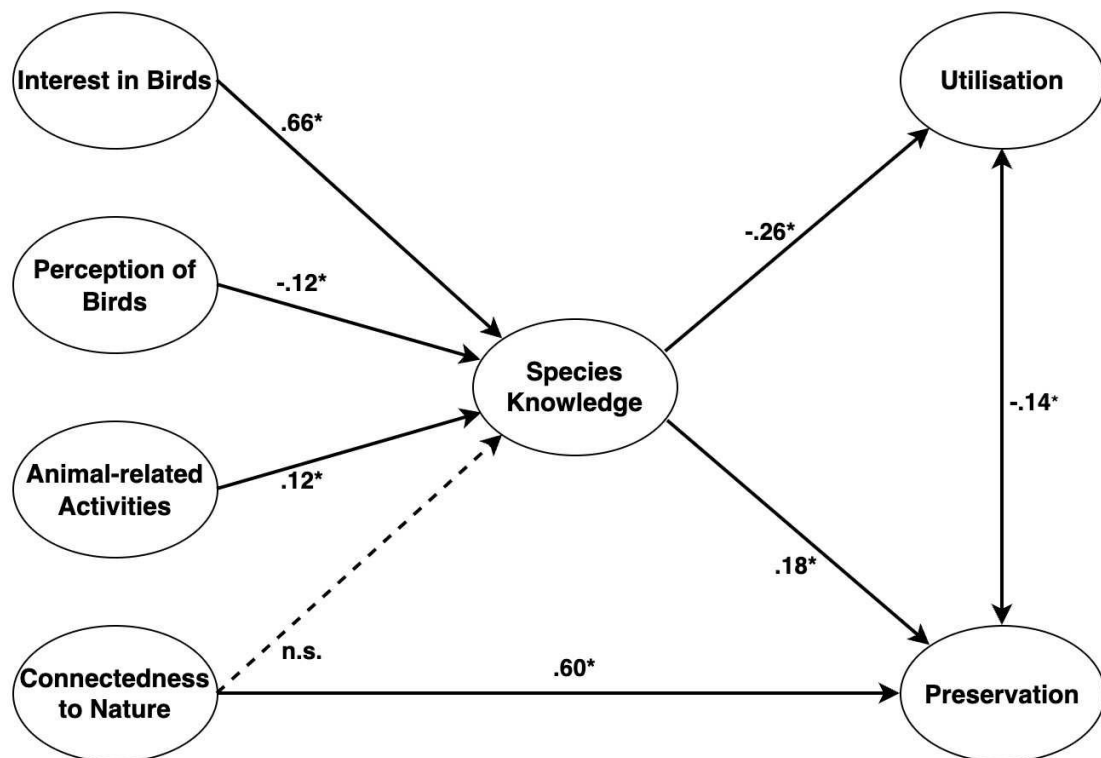 Interest in Birds
Utilisation
.66*
-.26*
Perception of
Birds
-.12*
Species
Knowledge
-.14*
Animal-related
Activities
.12*
.18*
n.s.
.60*
Connectedness
to Nature
Preservation